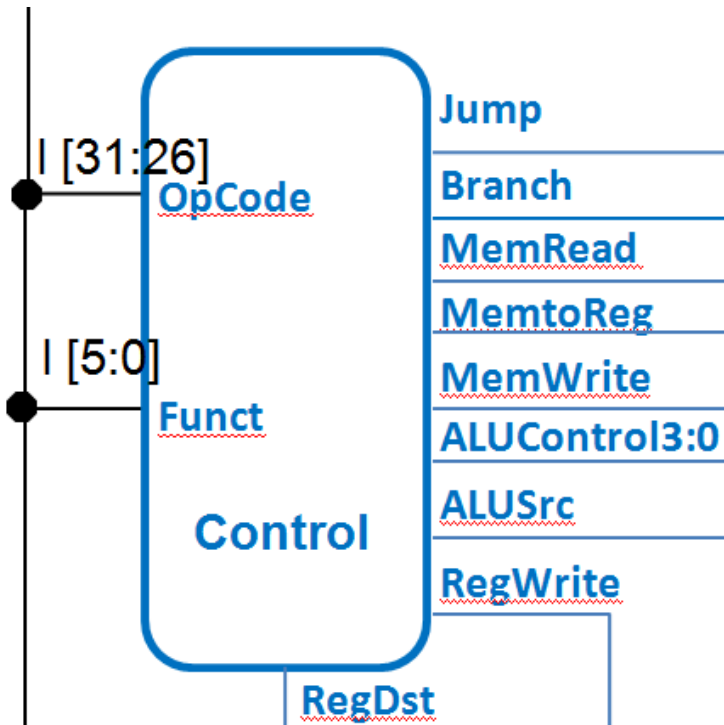 Jump
I [31:26]
OpCode
Branch
MemRead
MemtoReg
I [5:0]
MemWrite
Funct
ALUControl3:0
ALUSrc
Control
RegWrite
RegDst